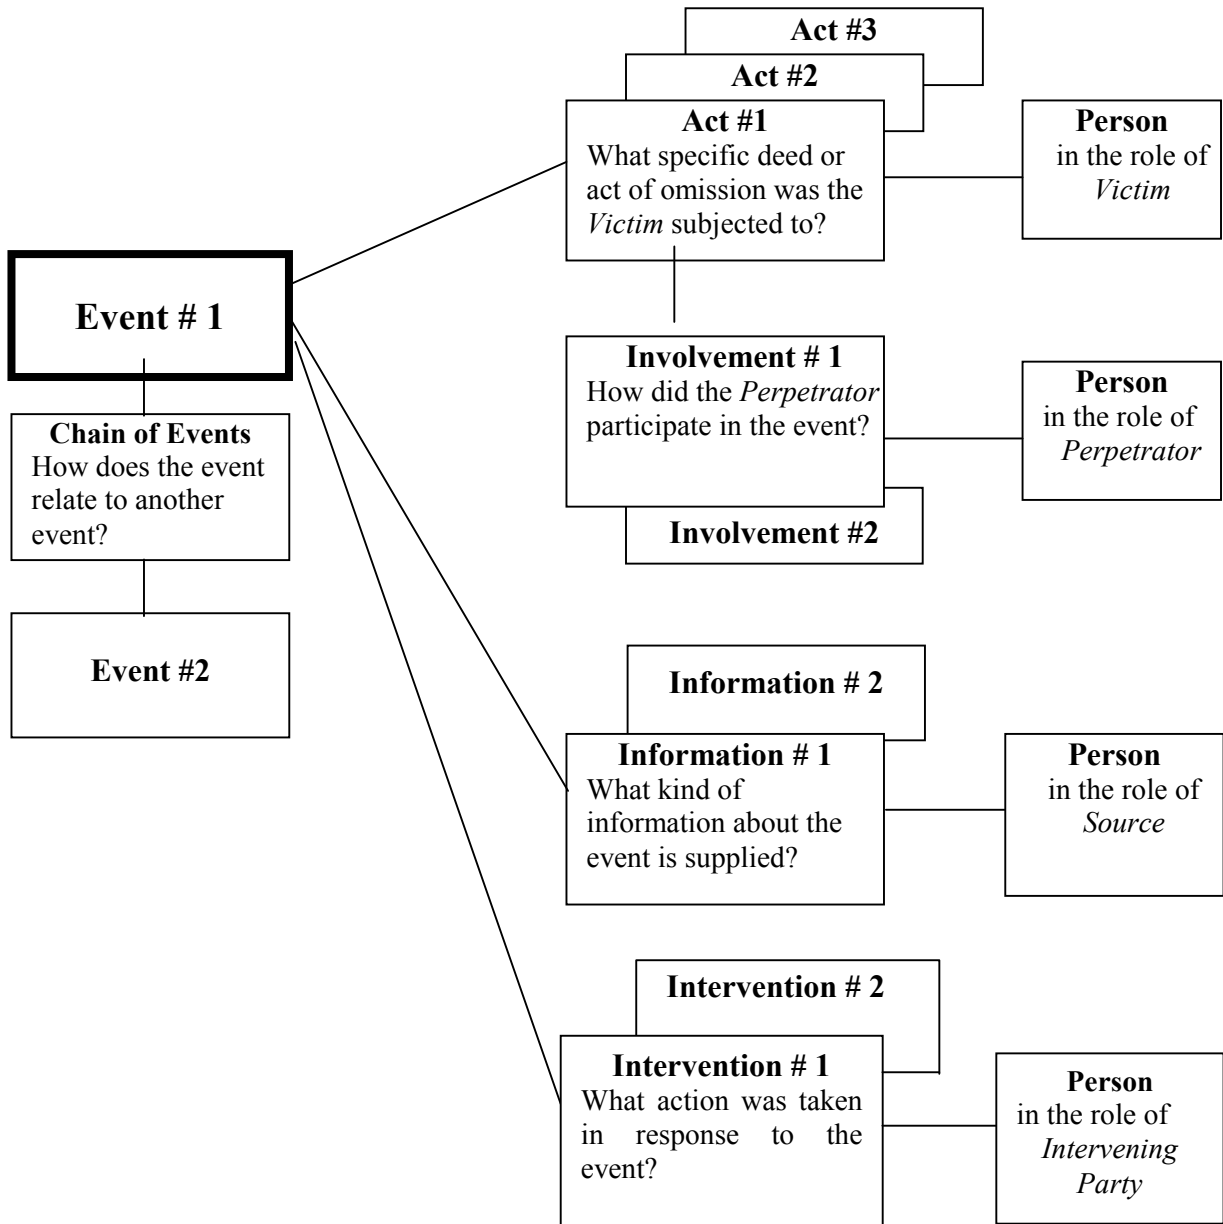 Act #3
Act #2
Act #1
What specific deed or
act of omission was the
Victim subjected to?
Person
in the role of
Victim
Event # 1
Chain of Events
How does the event
relate to another
event?
Event #2
Involvement # 1
How did the Perpetrator
participate in the event?
Involvement #2
Person
in the role of
Perpetrator
Information # 2
Information # 1
What kind of
information about the
event is supplied?
Person
in the role of
Source
Intervention # 2
Intervention # 1
What action was taken
in response to the
event?
Person
in the role of
Intervening
Party